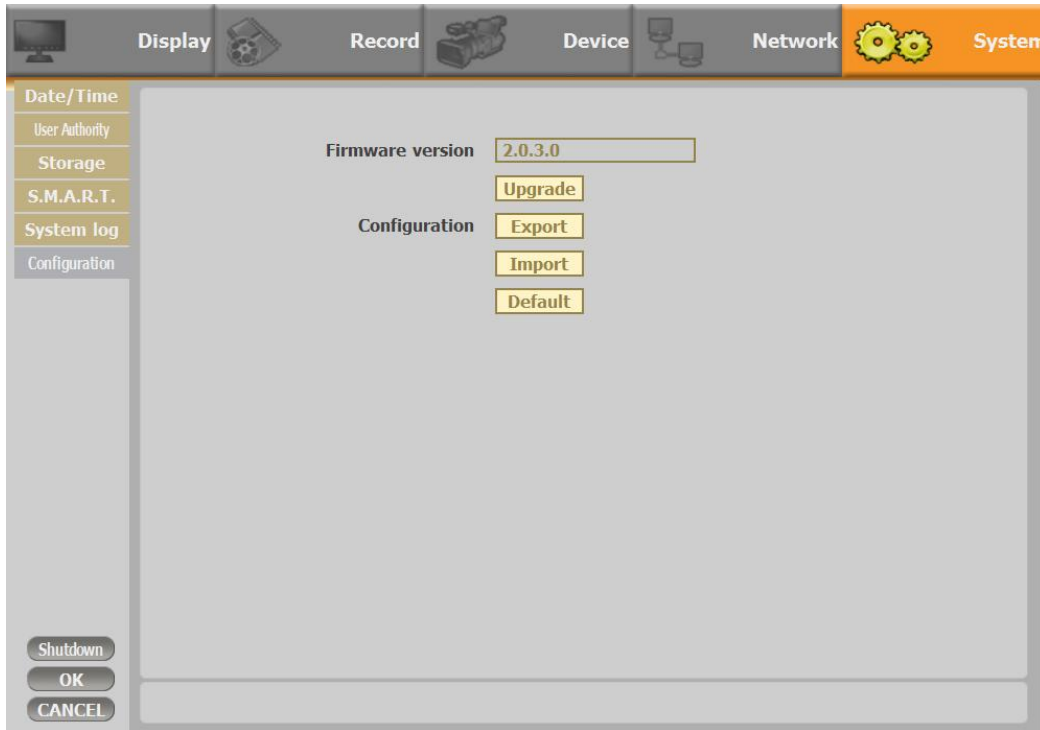 Display Record Device Network System
Date/Time
User Authority
Storage
S.M.A.R.T.
System log
Configuration
Firmware version 2.0.3.0
Upgrade
Configuration Export
Import
Default
Shutdown
OK
CANCEL